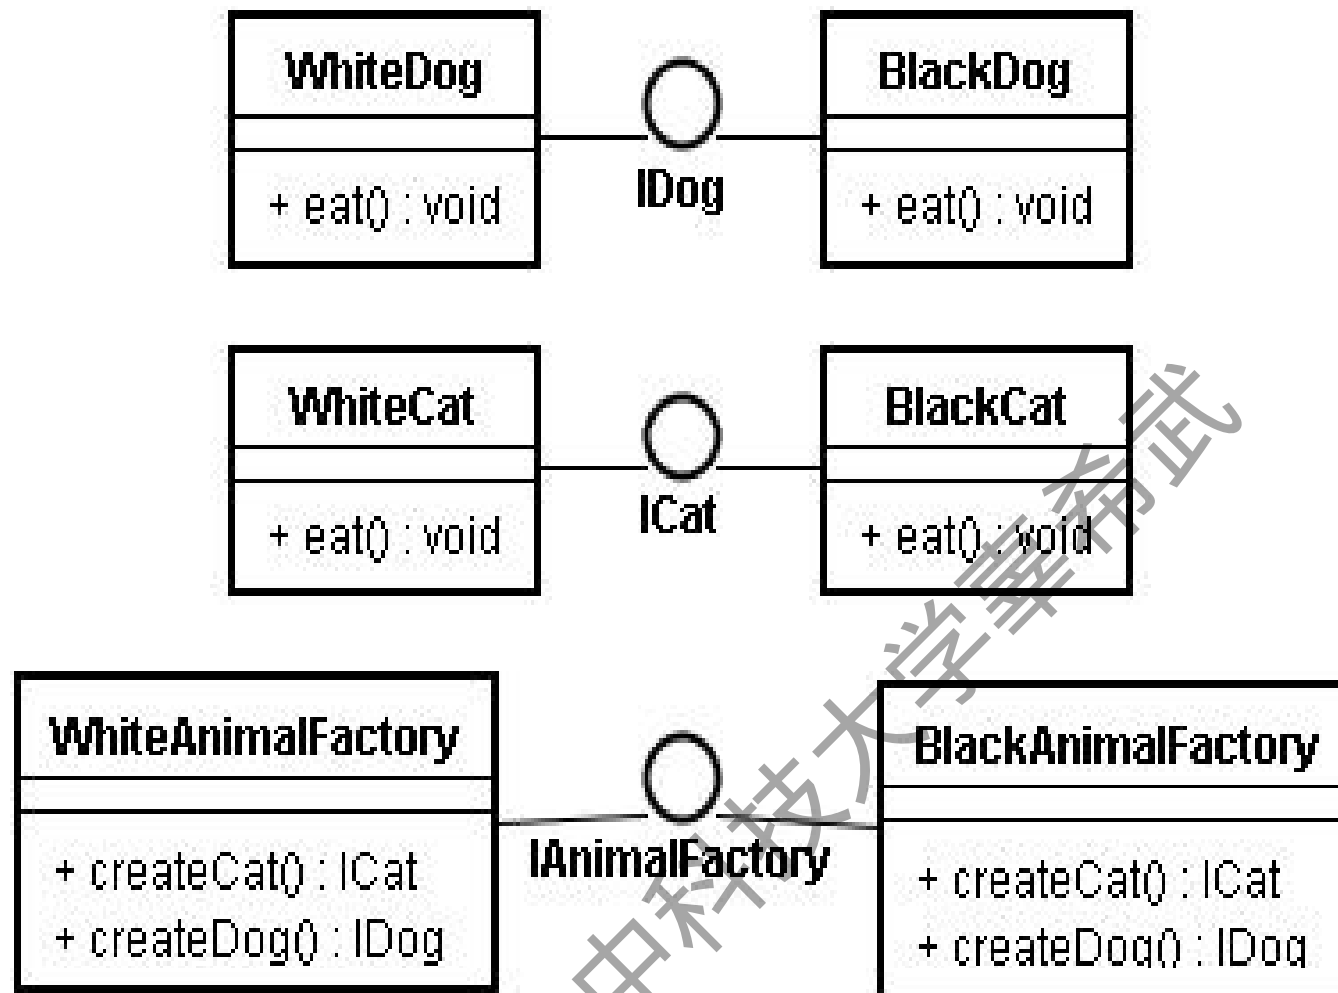 WhiteDog
+ eat() : void
IDog
BlackDog
+ eat() : void
WhiteCat
+ eat() : void
ICat
BlackCat
+ eat() : void
WhiteAnimalFactory
+ createCat() : ICat
+ createDog() : IDog
IAnimalFactory
BlackAnimalFactory
+ createCat() : ICat
+ createDog() : IDog
中科技大学辜希武